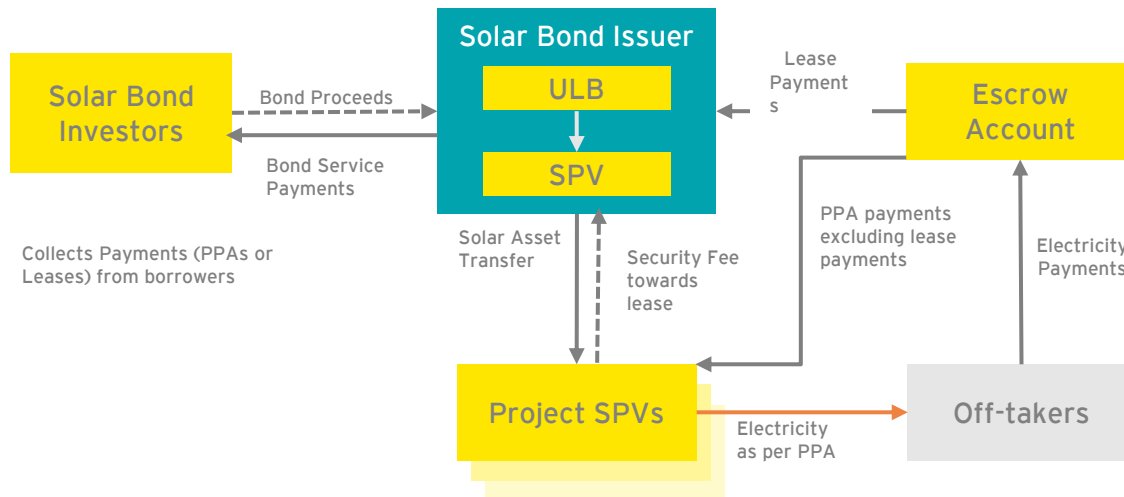 Solar Bond Issuer
Solar Bond
Investors
Bond Proceeds
Bond Service
Payments
ULB
SPV
Lease
Payment
s
Escrow
Account
Collects Payments (PPAs or
Leases) from borrowers
Solar Asset
Transfer
Security Fee
towards
lease
PPA payments
excluding lease
payments
Electricity
Payments
Project SPVs
Electricity
as per PPA
Off-takers